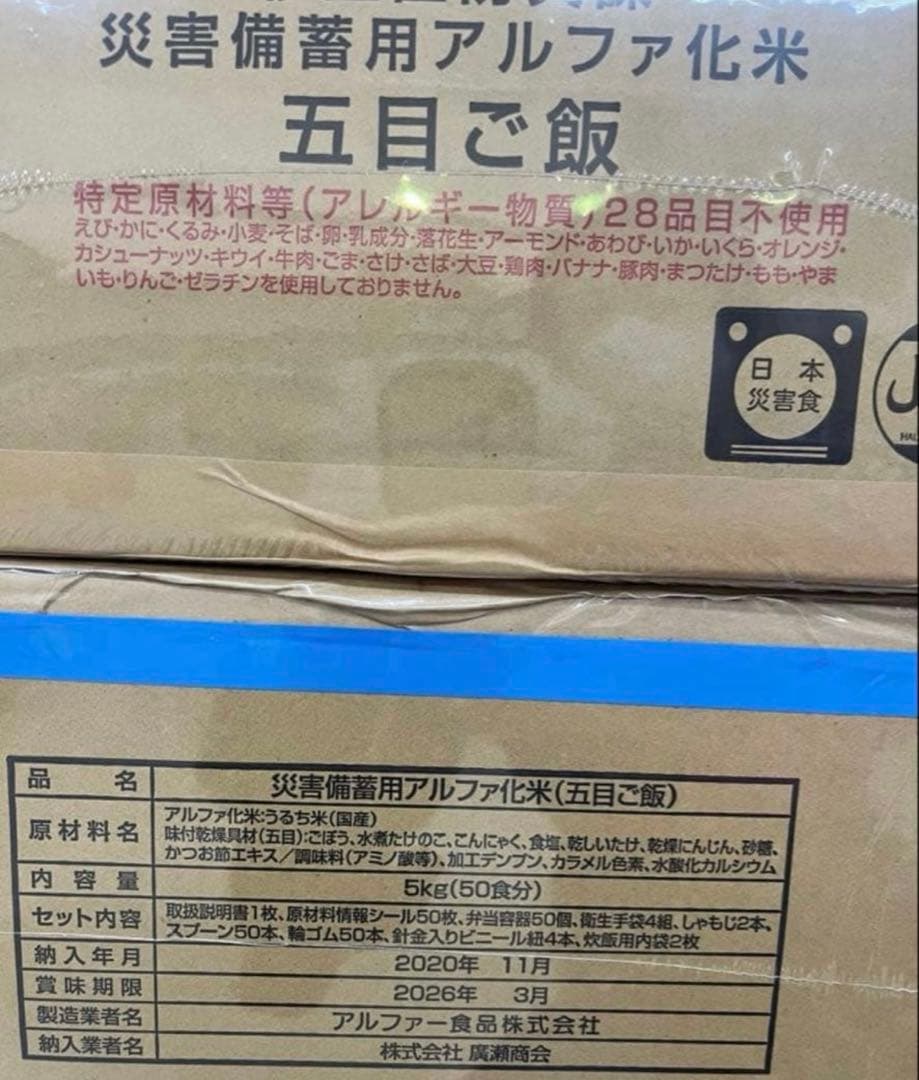 災害備蓄用アルファ化米
五目ご飯
特定原材料等(アレルギー物質)28品目不使用
えび・かに・くるみ・小麦・そば・卵・乳成分・落花生・アーモンド・あわび・いか・いくら・オレンジ・
カシューナッツ・キウイ・牛肉・ごま・さけ・さば・大豆・鶏肉・バナナ・豚肉・まつたけ・もも・やま
いも・りんご・ゼラチンを使用しておりません。
日本
災害食
品名 災害備蓄用アルファ化米(五目ご飯)
原材料名 アルファ化米:うるち米(国産)
味付乾燥具材(五目):ごぼう、水煮たけのこ、こんにゃく、食塩、乾しいたけ、乾燥にんじん、砂糖、
かつお節エキス/調味料(アミノ酸等)、加工デンプン、カラメル色素、水酸化カルシウム
内容量 5kg(50食分)
セット内容 取扱説明書1枚、原材料情報シール50枚、弁当容器50個、衛生手袋4組、しゃもじ2本、
スプーン50本、輪ゴム50本、針金入りビニール紐4本、炊飯用内袋2枚
納入年月 2020年 11月
賞味期限 2026年 3月
製造業者名 アルファー食品株式会社
納入業者名 株式会社 廣瀬商会